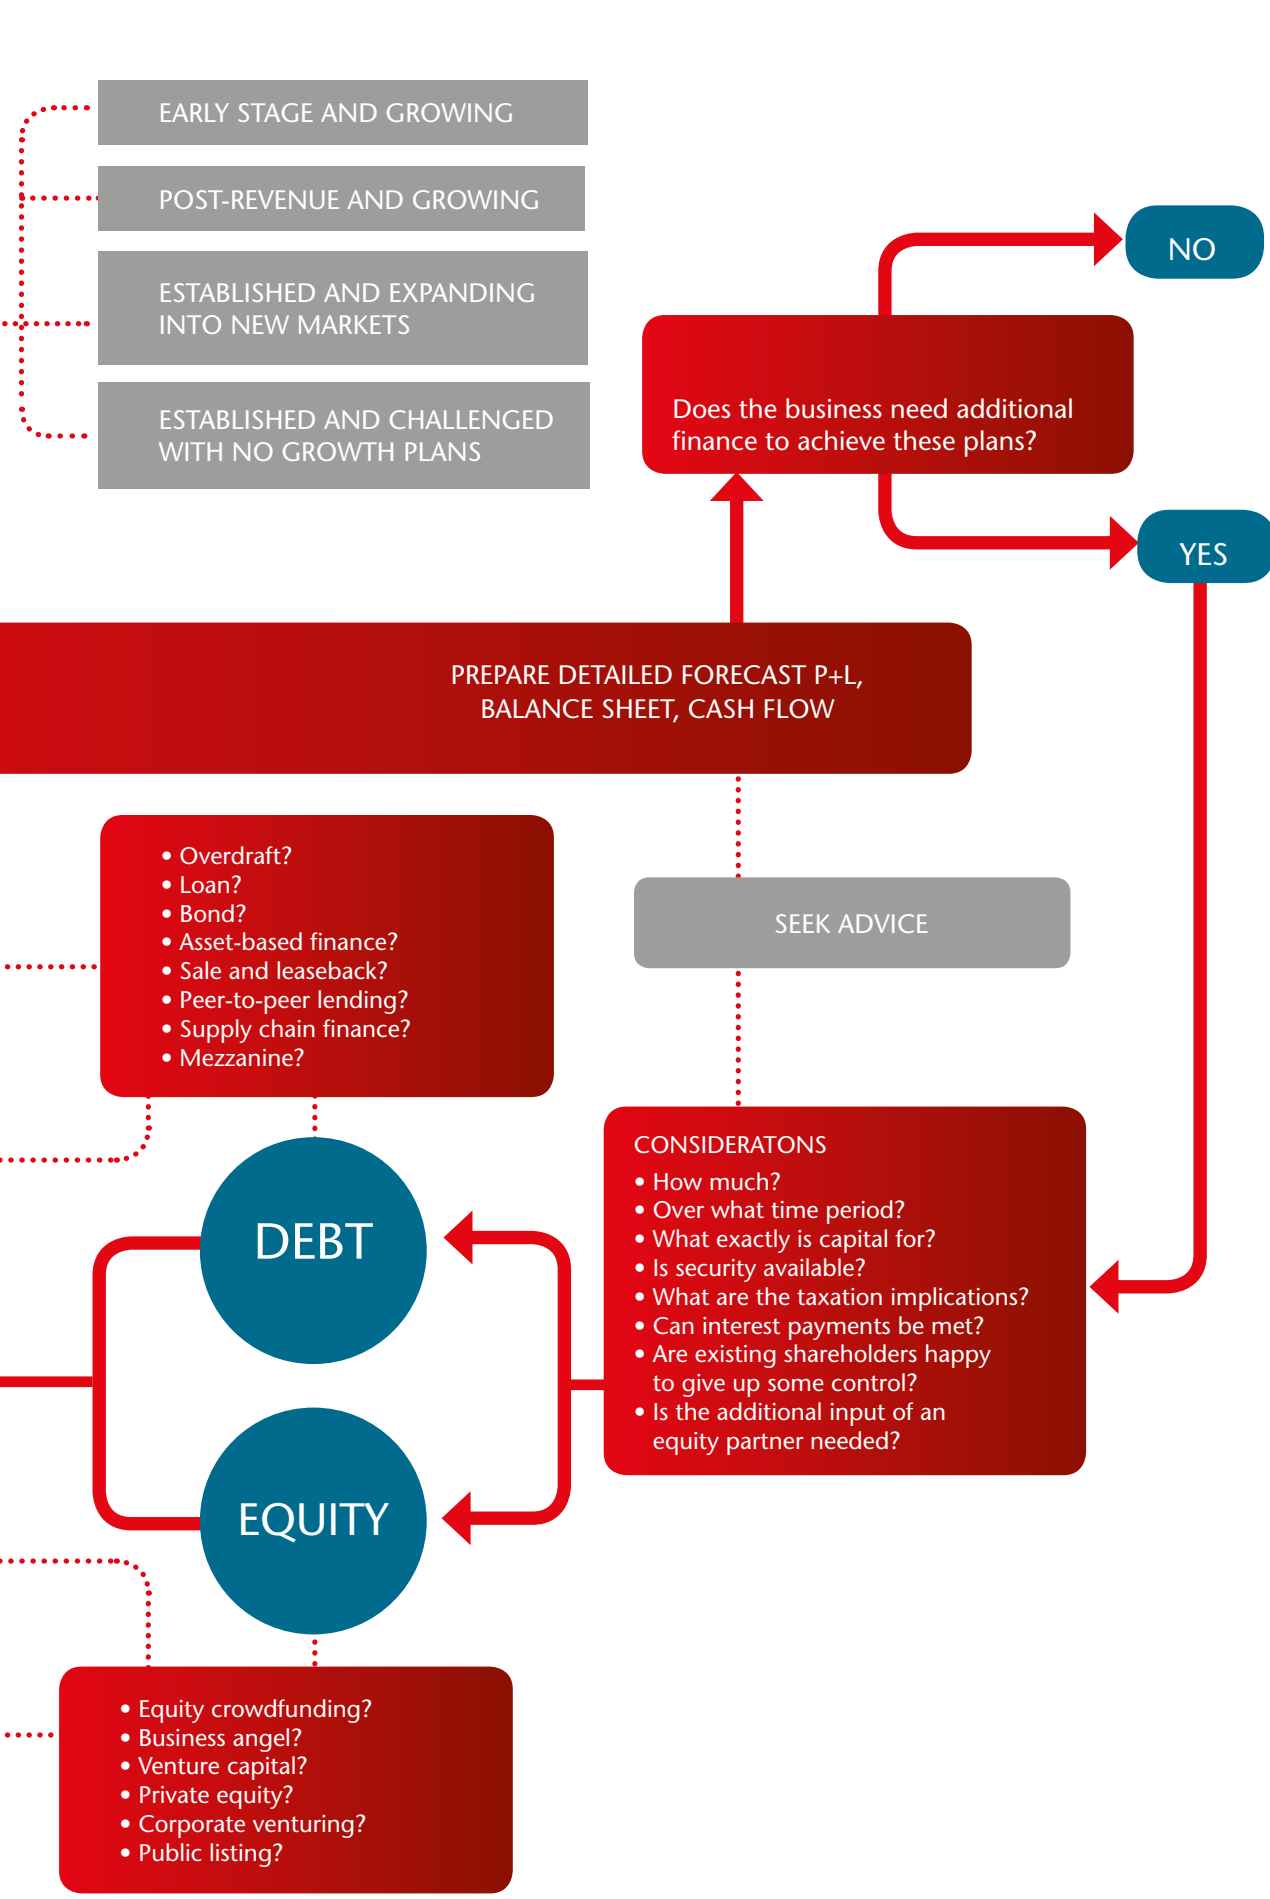 EARLY STAGE AND GROWING
POST-REVENUE AND GROWING
ESTABLISHED AND EXPANDING
INTO NEW MARKETS
ESTABLISHED AND CHALLENGED
WITH NO GROWTH PLANS
NO
Does the business need additional
finance to achieve these plans?
YES
PREPARE DETAILED FORECAST P+L,
BALANCE SHEET, CASH FLOW
• Overdraft?
• Loan?
• Bond?
• Asset-based finance?
• Sale and leaseback?
• Peer-to-peer lending?
• Supply chain finance?
• Mezzanine?
SEEK ADVICE
CONSIDERATONS
• How much?
• Over what time period?
• What exactly is capital for?
• Is security available?
• What are the taxation implications?
• Can interest payments be met?
• Are existing shareholders happy
to give up some control?
• Is the additional input of an
equity partner needed?
DEBT
EQUITY
• Equity crowdfunding?
• Business angel?
• Venture capital?
• Private equity?
• Corporate venturing?
• Public listing?